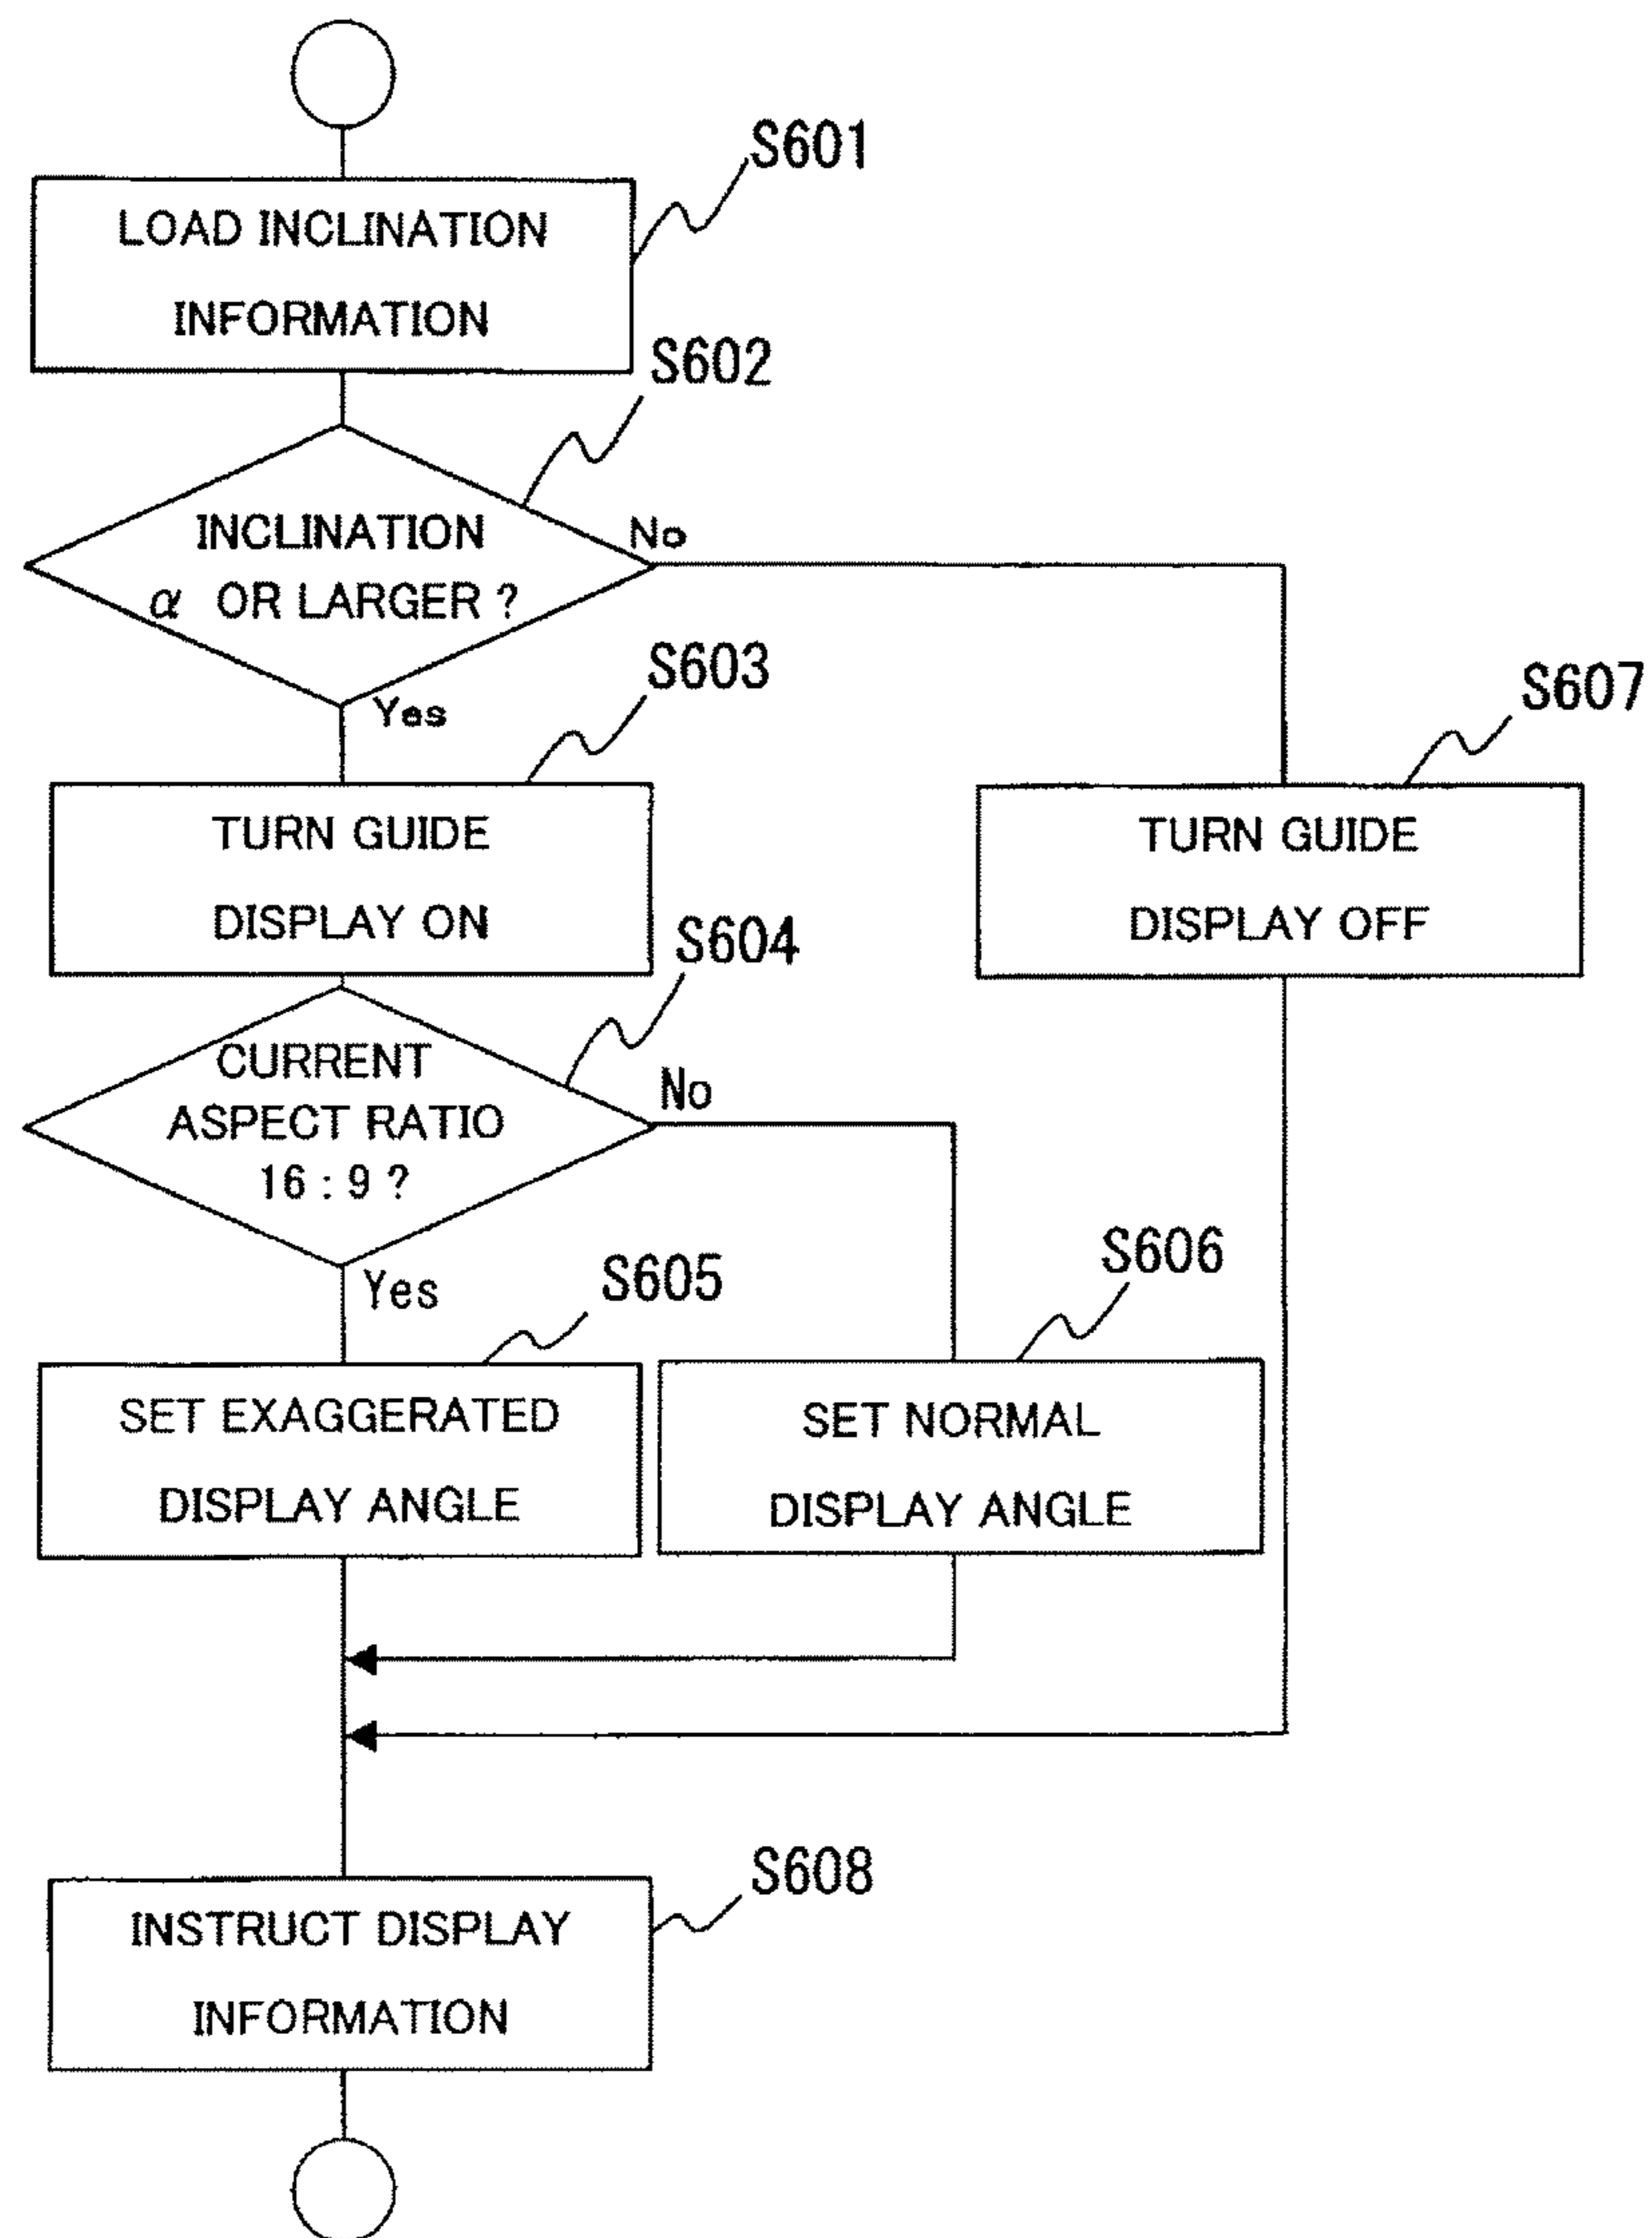 S601
LOAD INCLINATION
INFORMATION
S602
INCLINATION
α OR LARGER ?
No
Yes
S603
TURN GUIDE
DISPLAY ON
S607
TURN GUIDE
DISPLAY OFF
S604
CURRENT
ASPECT RATIO
16 : 9 ?
No
Yes
S605
SET EXAGGERATED
DISPLAY ANGLE
S606
SET NORMAL
DISPLAY ANGLE
S608
INSTRUCT DISPLAY
INFORMATION